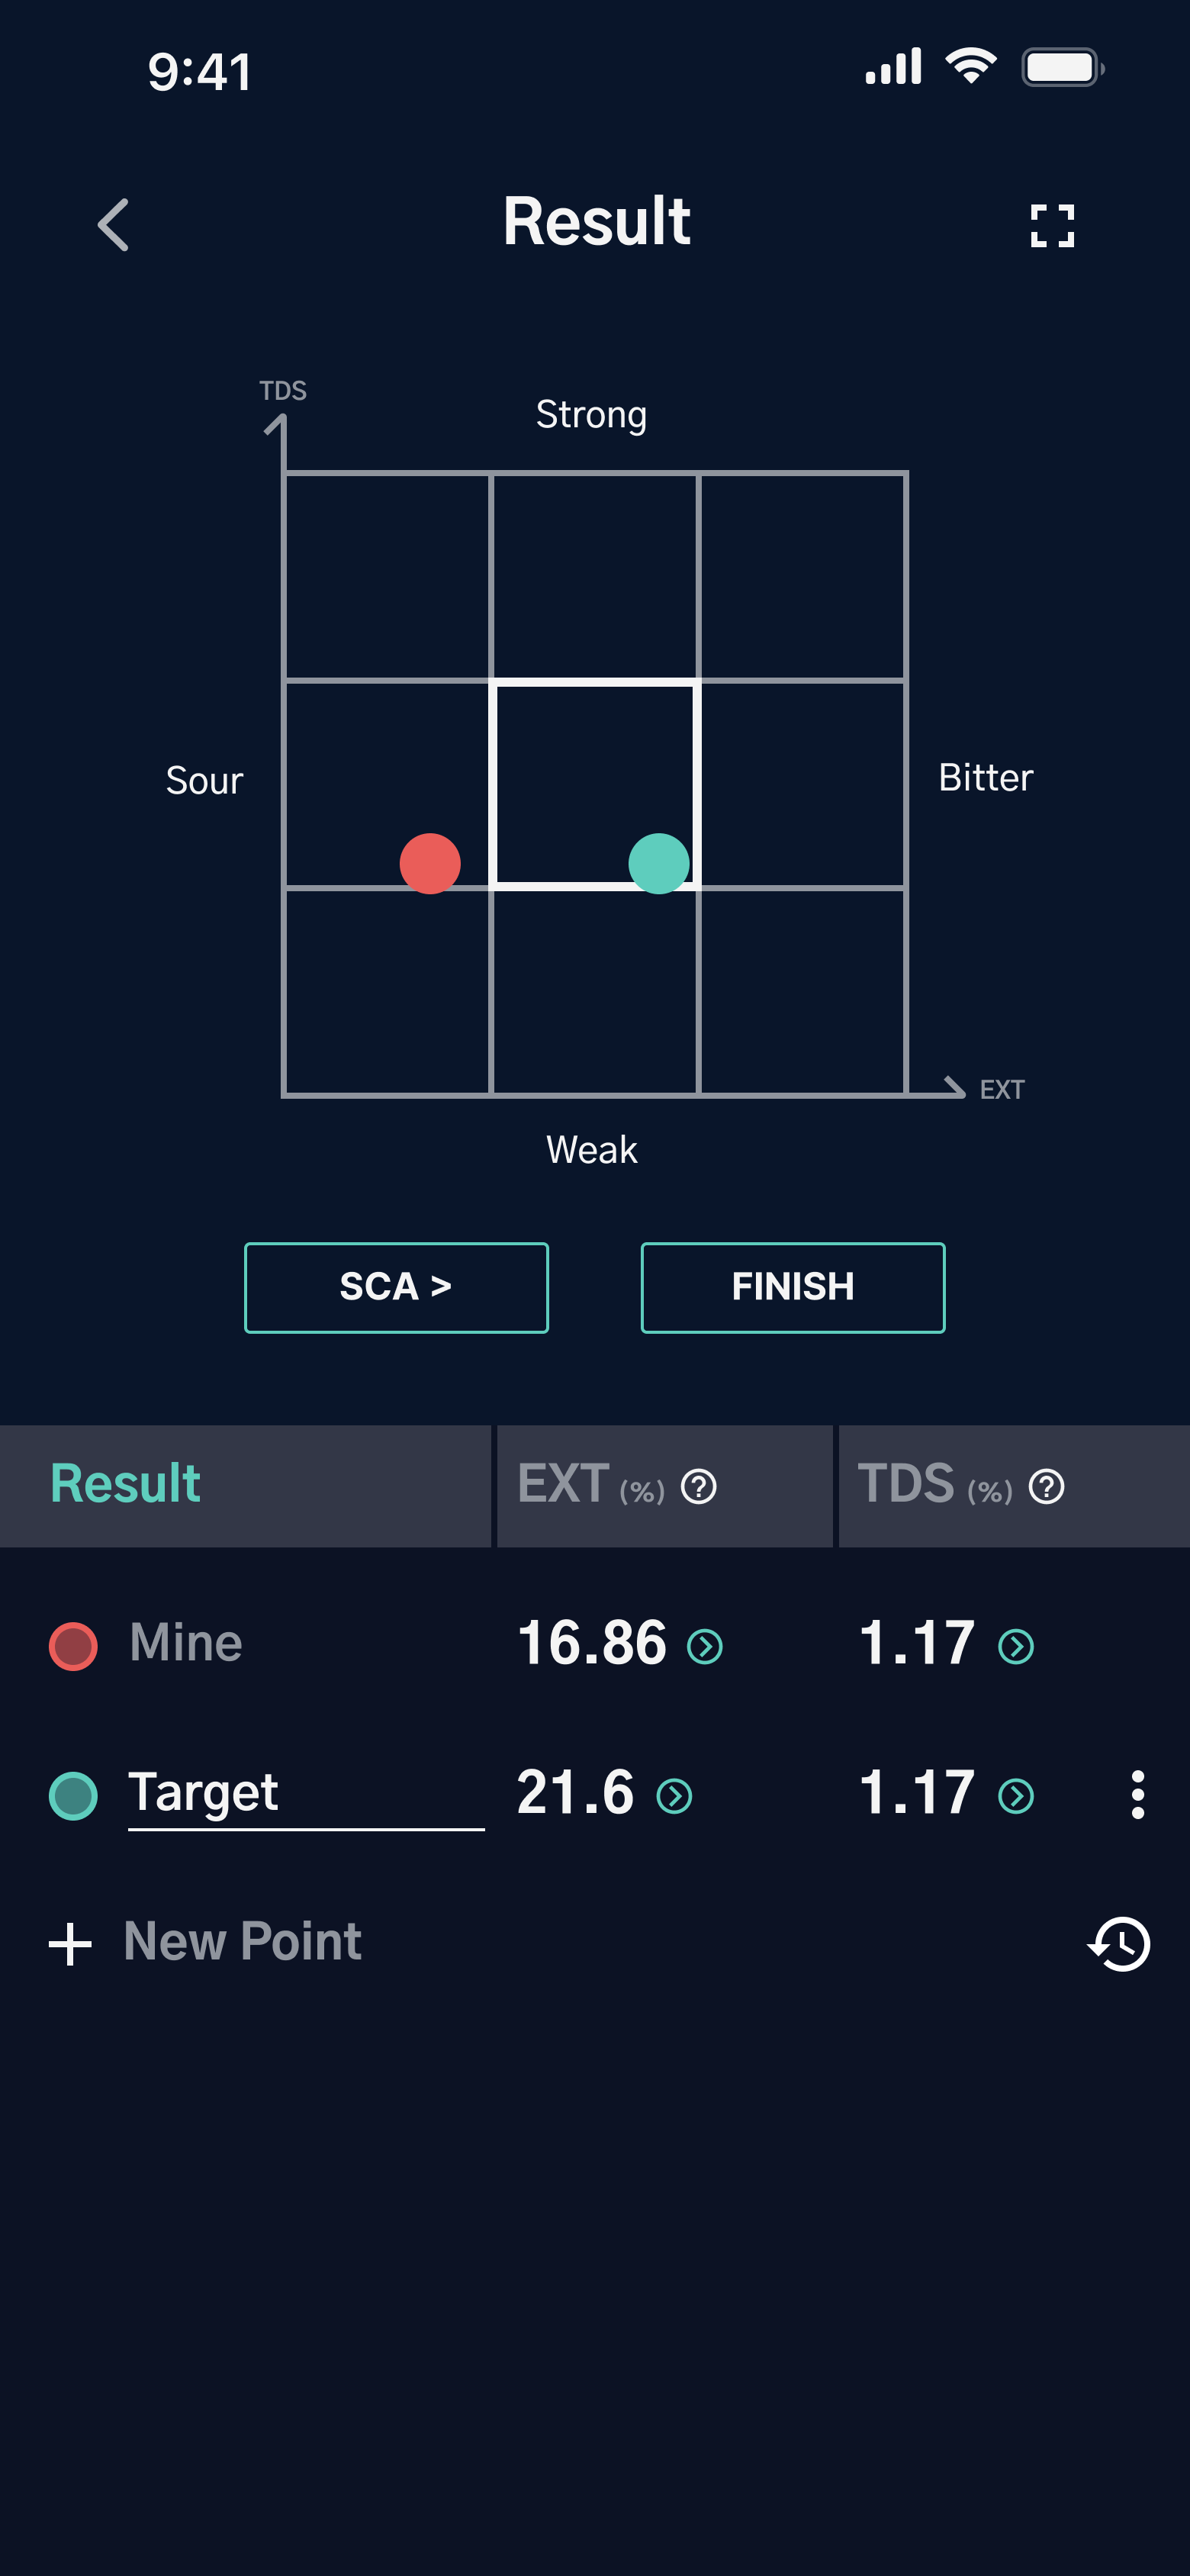 9:41
Result
TDS
Strong
Sour
Bitter
EXT
Weak
SCA >
FINISH
Result EXT (%) ? TDS (%) ?
Mine 16.86 1.17
Target 21.6 1.17
New Point